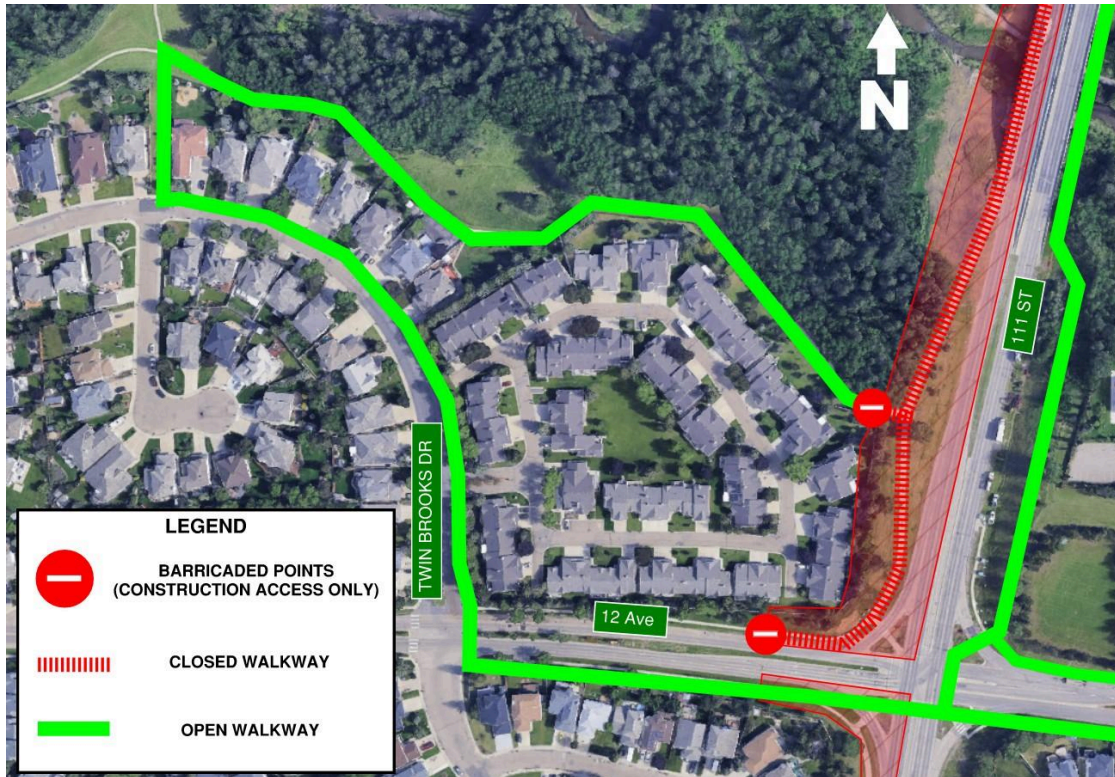 N
111 ST
TWIN BROOKS DR
12 Ave
LEGEND
BARRICADED POINTS
(CONSTRUCTION ACCESS ONLY)
CLOSED WALKWAY
OPEN WALKWAY